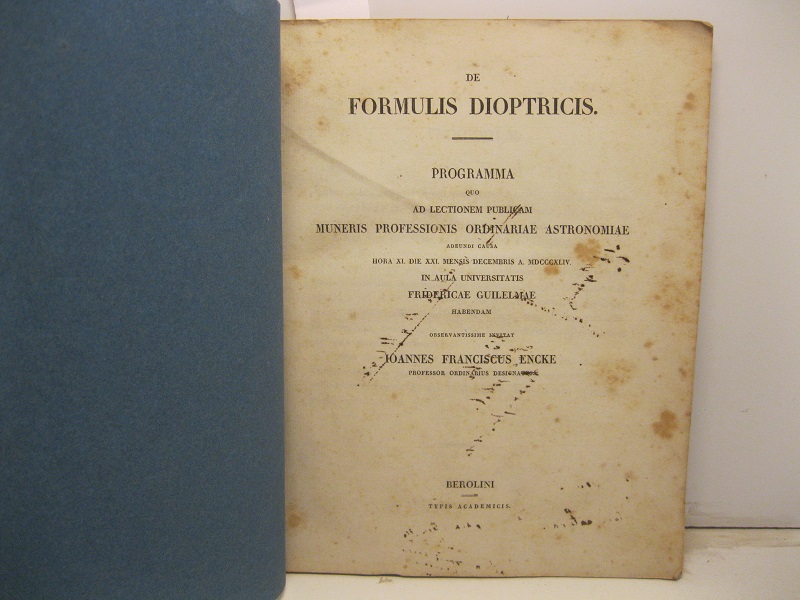 DE
FORMULIS DIOPTRICIS.
PROGRAMMA
QUO
AD LECTIONEM PUBLICAM
MUNERIS PROFESSIONIS ORDINARIAE ASTRONOMIAE
ADEUNDI CAUSA
HORA XI. DIE XXI. MENSIS DECEMBRIS A. MDCCCXLIV.
IN AULA UNIVERSITATIS
FRIDERICAE GUILELMAE
HABENDAM
OBSERVANTISSIME INVITAT
IOANNES FRANCISCUS ENCKE
PROFESSOR ORDINARIUS DESIGNATUS.
BEROLINI
TYPIS ACADEMICIS.